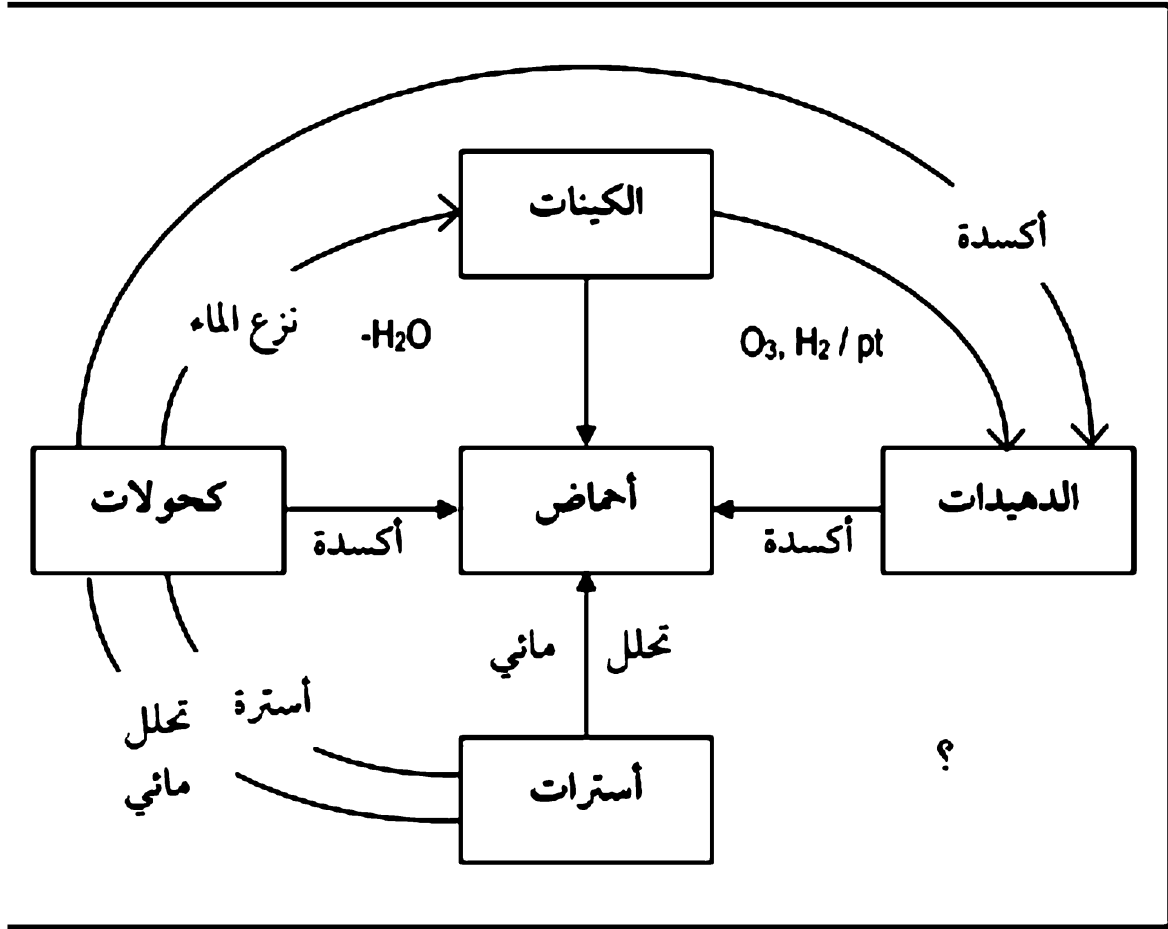 الكينات
أكسدة
نزع الماء
-H₂O
O₃, H₂ / pt
كحولات
أحماض
الدهيدات
أكسدة
أكسدة
تحلل مائي
أسترة
تحلل
مائي
أسترات
؟